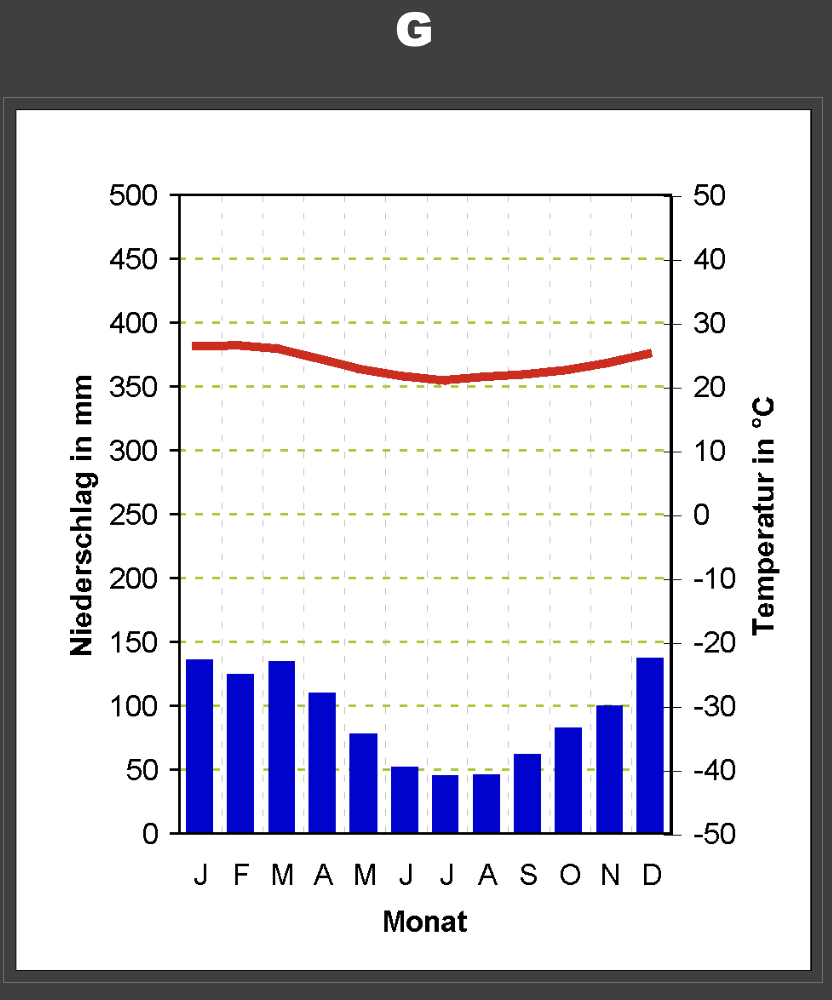 G
500 50
450 40
400 30
350 20
300 10
250 0
200 -10
150 -20
100 -30
50 -40
0 -50
Niederschlag in mm
Temperatur in °C
J F M A M J J A S O N D
Monat